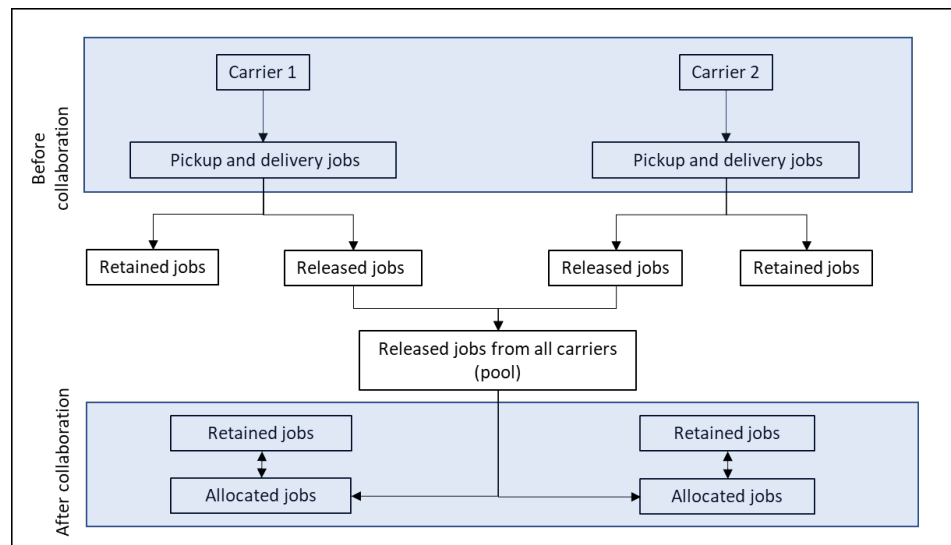 Before
collaboration
Carrier 1
Carrier 2
Pickup and delivery jobs
Pickup and delivery jobs
Retained jobs
Released jobs
Released jobs
Retained jobs
Released jobs from all carriers
(pool)
After collaboration
Retained jobs
Retained jobs
Allocated jobs
Allocated jobs